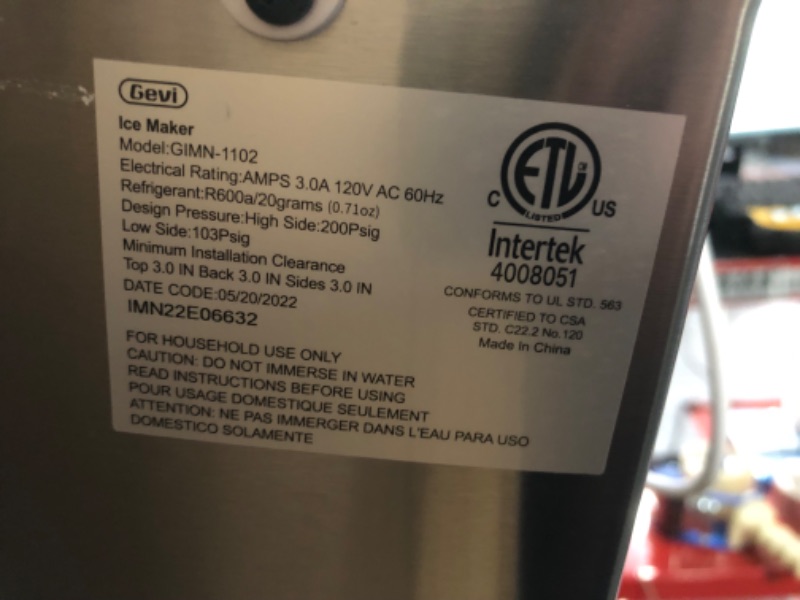 Gevi
Ice Maker
Model:GIMN-1102
Electrical Rating:AMPS 3.0A 120V AC 60Hz
Refrigerant:R600a/20grams (0.71oz)
Design Pressure:High Side:200Psig
Low Side:103Psig
Minimum Installation Clearance
Top 3.0 IN Back 3.0 IN Sides 3.0 IN
DATE CODE:05/20/2022
IMN22E06632
FOR HOUSEHOLD USE ONLY
CAUTION: DO NOT IMMERSE IN WATER
READ INSTRUCTIONS BEFORE USING
POUR USAGE DOMESTIQUE SEULEMENT
ATTENTION: NE PAS IMMERGER DANS L'EAU PARA USO
DOMESTICO SOLAMENTE
ETL CM
LISTED
C US
Intertek
4008051
CONFORMS TO UL STD. 563
CERTIFIED TO CSA
STD. C22.2 No.120
Made In China